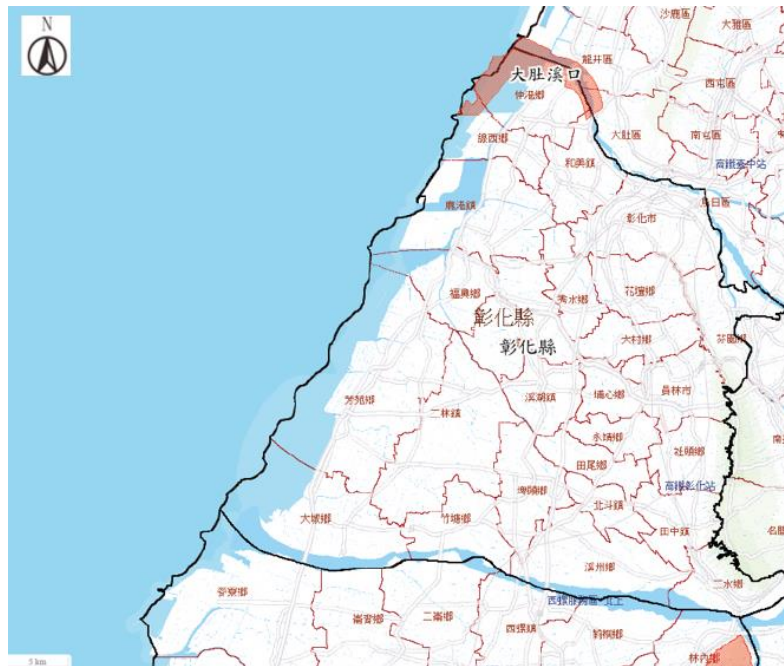 N
沙鹿區
大雅區
龍井區
西屯區
大肚溪口
伸港鄉
線西鄉
大肚區
南屯區
和美鎮
高鐵臺中站
鹿港鎮
烏日區
彰化市
福興鄉
秀水鄉
花壇鄉
彰化縣
彰化縣
大村鄉
芬園鄉
芳苑鄉
二林鎮
溪湖鎮
埔心鄉
員林市
永靖鄉
社頭鄉
田尾鄉
埤頭鄉
高鐵彰化站
北斗鎮
大城鄉
竹塘鄉
田中鎮
溪州鄉
二水鄉
麥寮鄉
崙背鄉
二崙鄉
西螺鎮
莿桐鄉
林內鄉
5 km